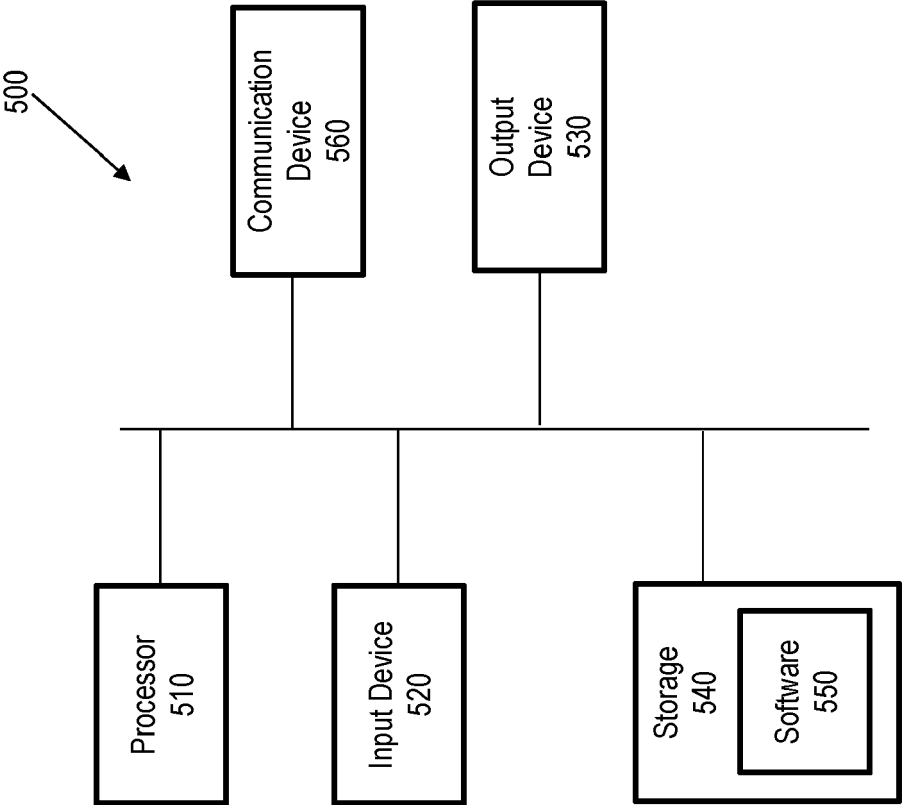 500
Processor
510
Input Device
520
Storage
540
Software
550
Communication
Device
560
Output
Device
530